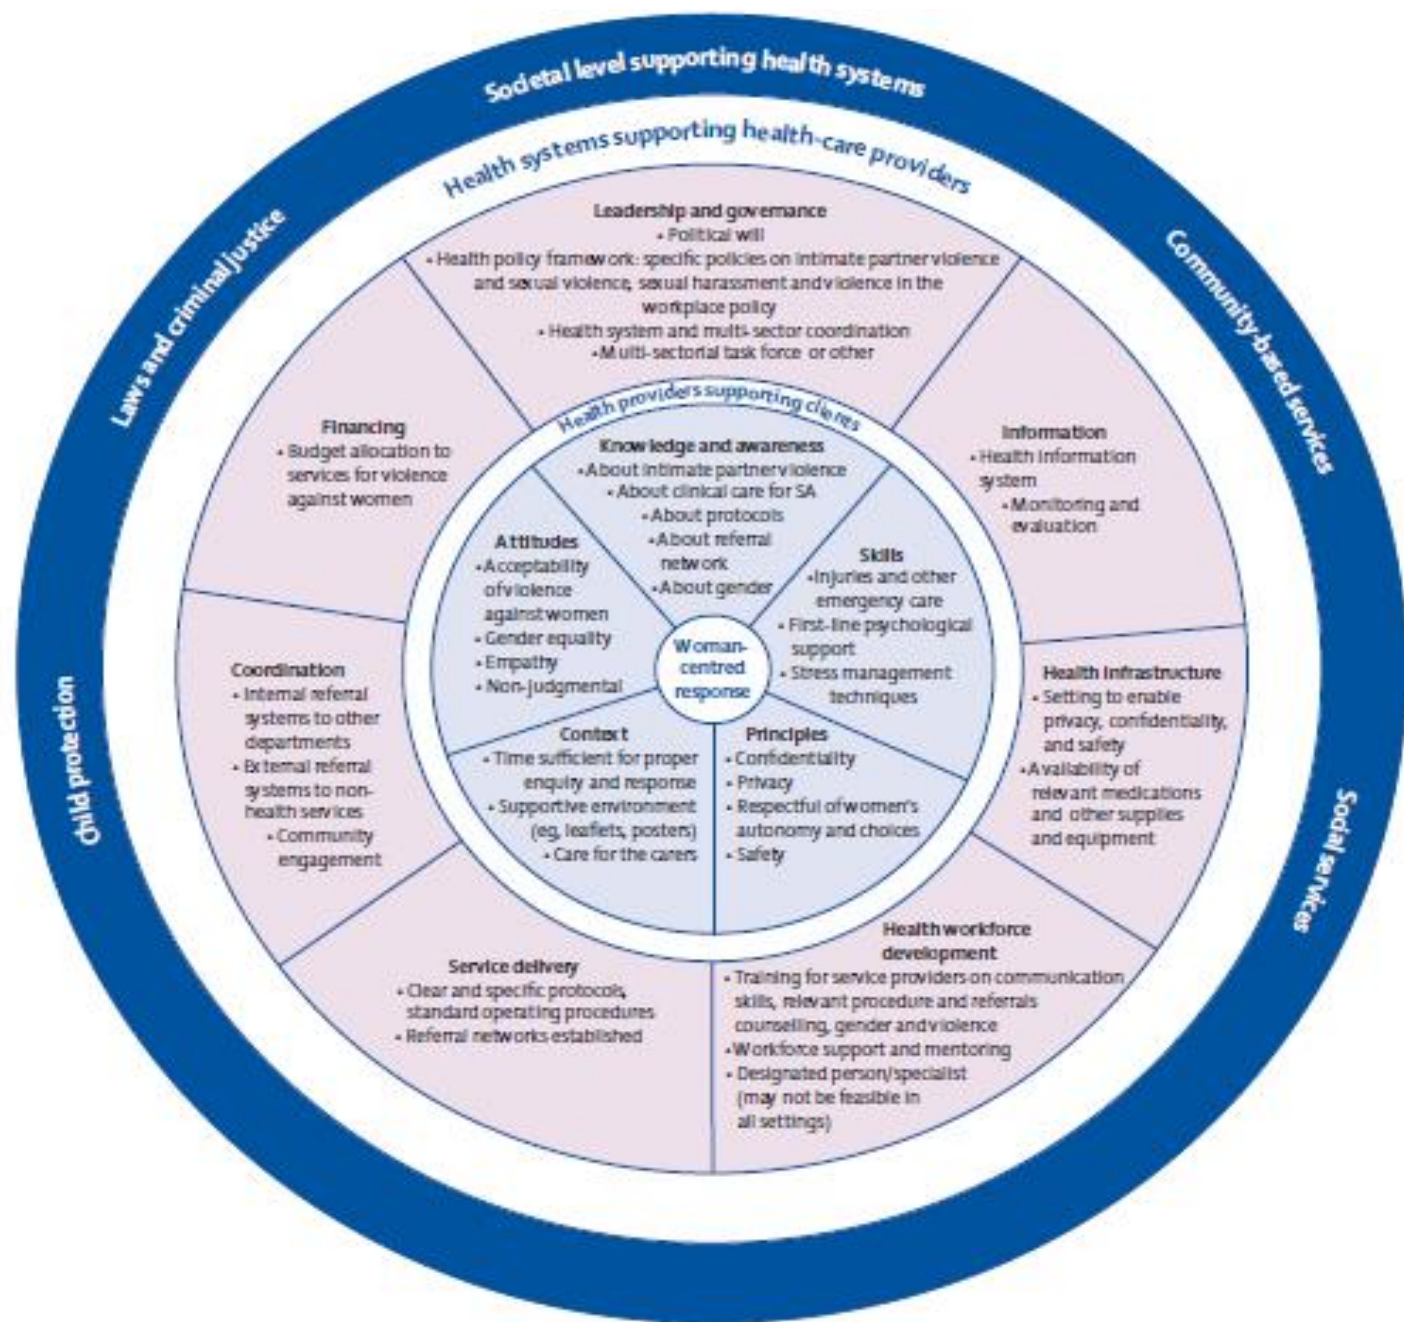 Societal level supporting health systems
Laws and criminal justice
Community-based services
Child protection
Social services
Health systems supporting health-care providers
Leadership and governance
• Political will
• Health policy framework: specific policies on intimate partner violence
and sexual violence, sexual harassment and violence in the
workplace policy
• Health system and multi-sector coordination
• Multi-sectorial task force or other
Information
• Health information
system
• Monitoring and
evaluation
Health infrastructure
• Setting to enable
privacy, confidentiality,
and safety
• Availability of
relevant medications
and other supplies
and equipment
Health workforce
development
• Training for service providers on communication
skills, relevant procedure and referrals
counselling, gender and violence
• Workforce support and mentoring
• Designated person/specialist
(may not be feasible in
all settings)
Service delivery
• Clear and specific protocols,
standard operating procedures
• Referral networks established
Coordination
• Internal referral
systems to other
departments
• External referral
systems to non-
health services
• Community
engagement
Financing
• Budget allocation to
services for violence
against women
Health providers supporting clients
Knowledge and awareness
• About intimate partner violence
• About clinical care for SA
• About protocols
• About referral
network
• About gender
Skills
• Injuries and other
emergency care
• First-line psychological
support
• Stress management
techniques
Principles
• Confidentiality
• Privacy
• Respectful of women's
autonomy and choices
• Safety
Context
• Time sufficient for proper
enquiry and response
• Supportive environment
(eg, leaflets, posters)
• Care for the carers
Attitudes
• Acceptability
of violence
against women
• Gender equality
• Empathy
• Non-judgmental
Woman-
centred
response